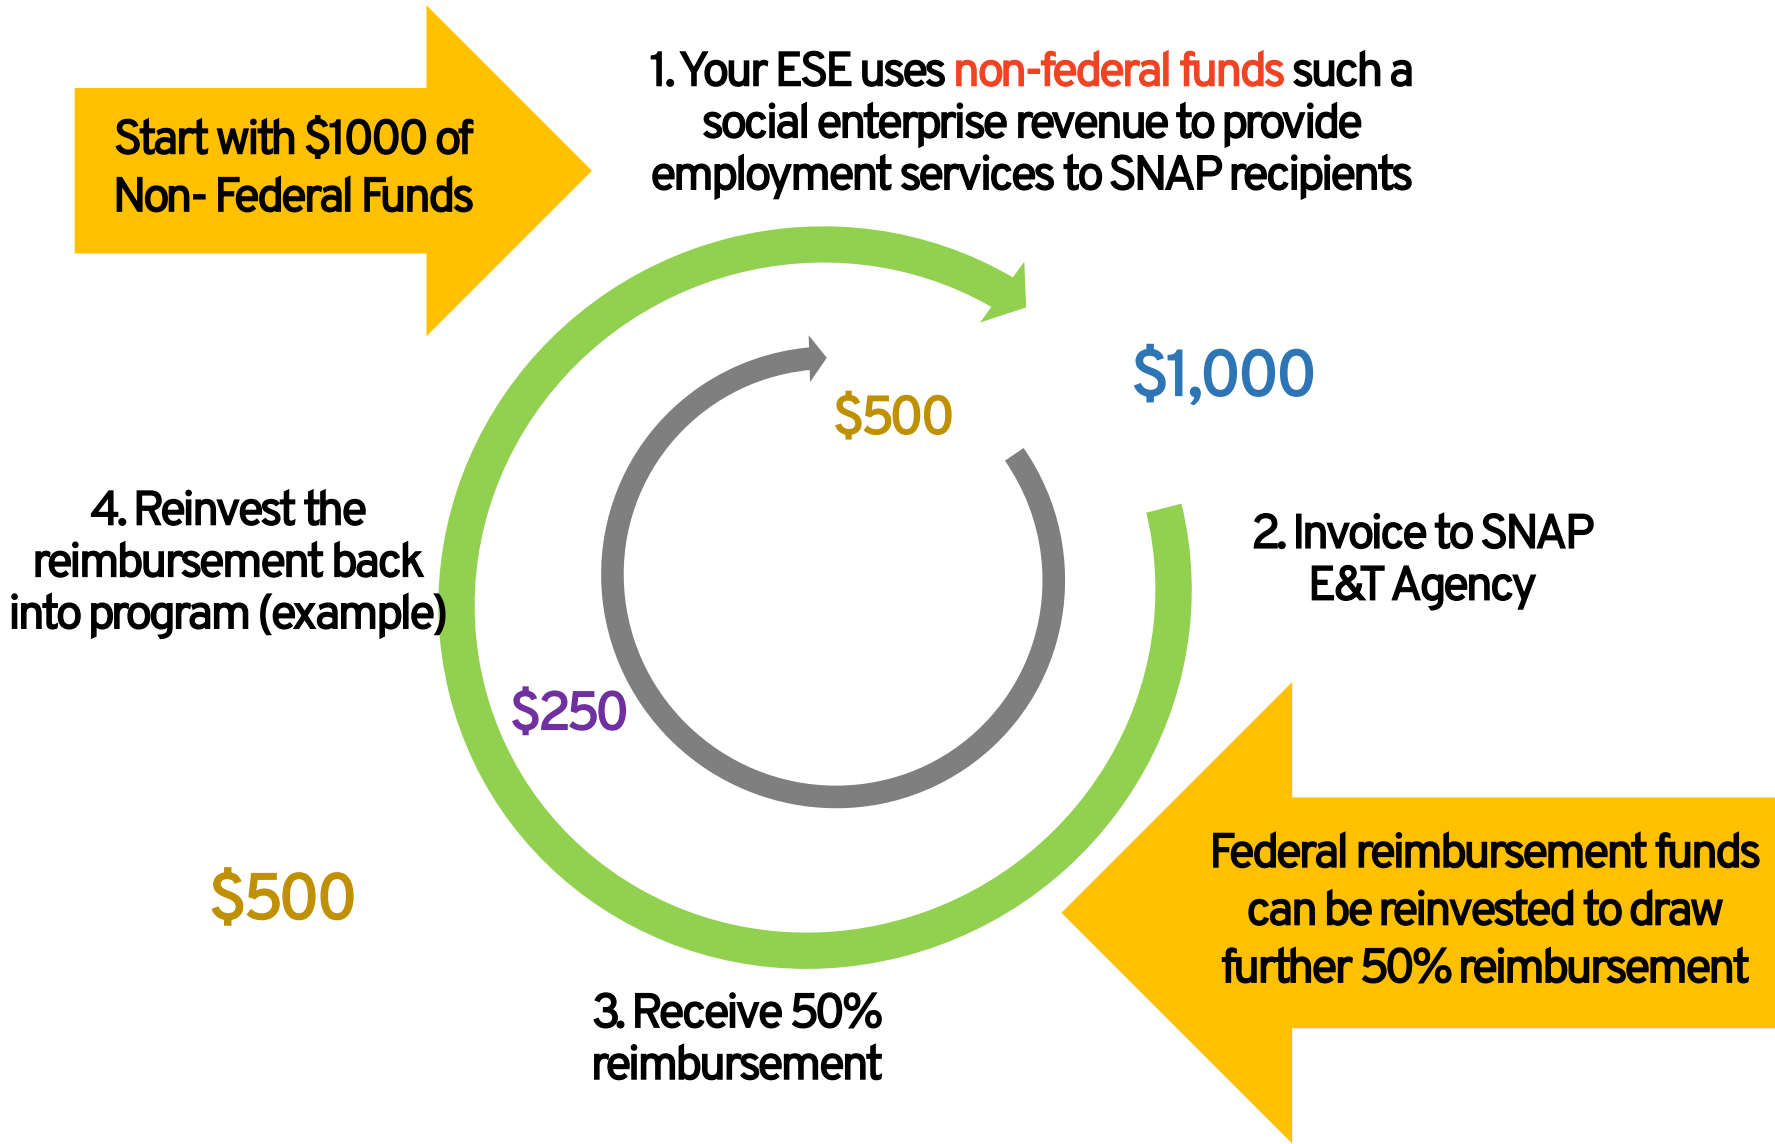 Start with $1000 of
Non- Federal Funds
1. Your ESE uses non-federal funds such a
social enterprise revenue to provide
employment services to SNAP recipients
$1,000
$500
2. Invoice to SNAP
E&T Agency
4. Reinvest the
reimbursement back
into program (example)
$250
$500
Federal reimbursement funds
can be reinvested to draw
further 50% reimbursement
3. Receive 50%
reimbursement